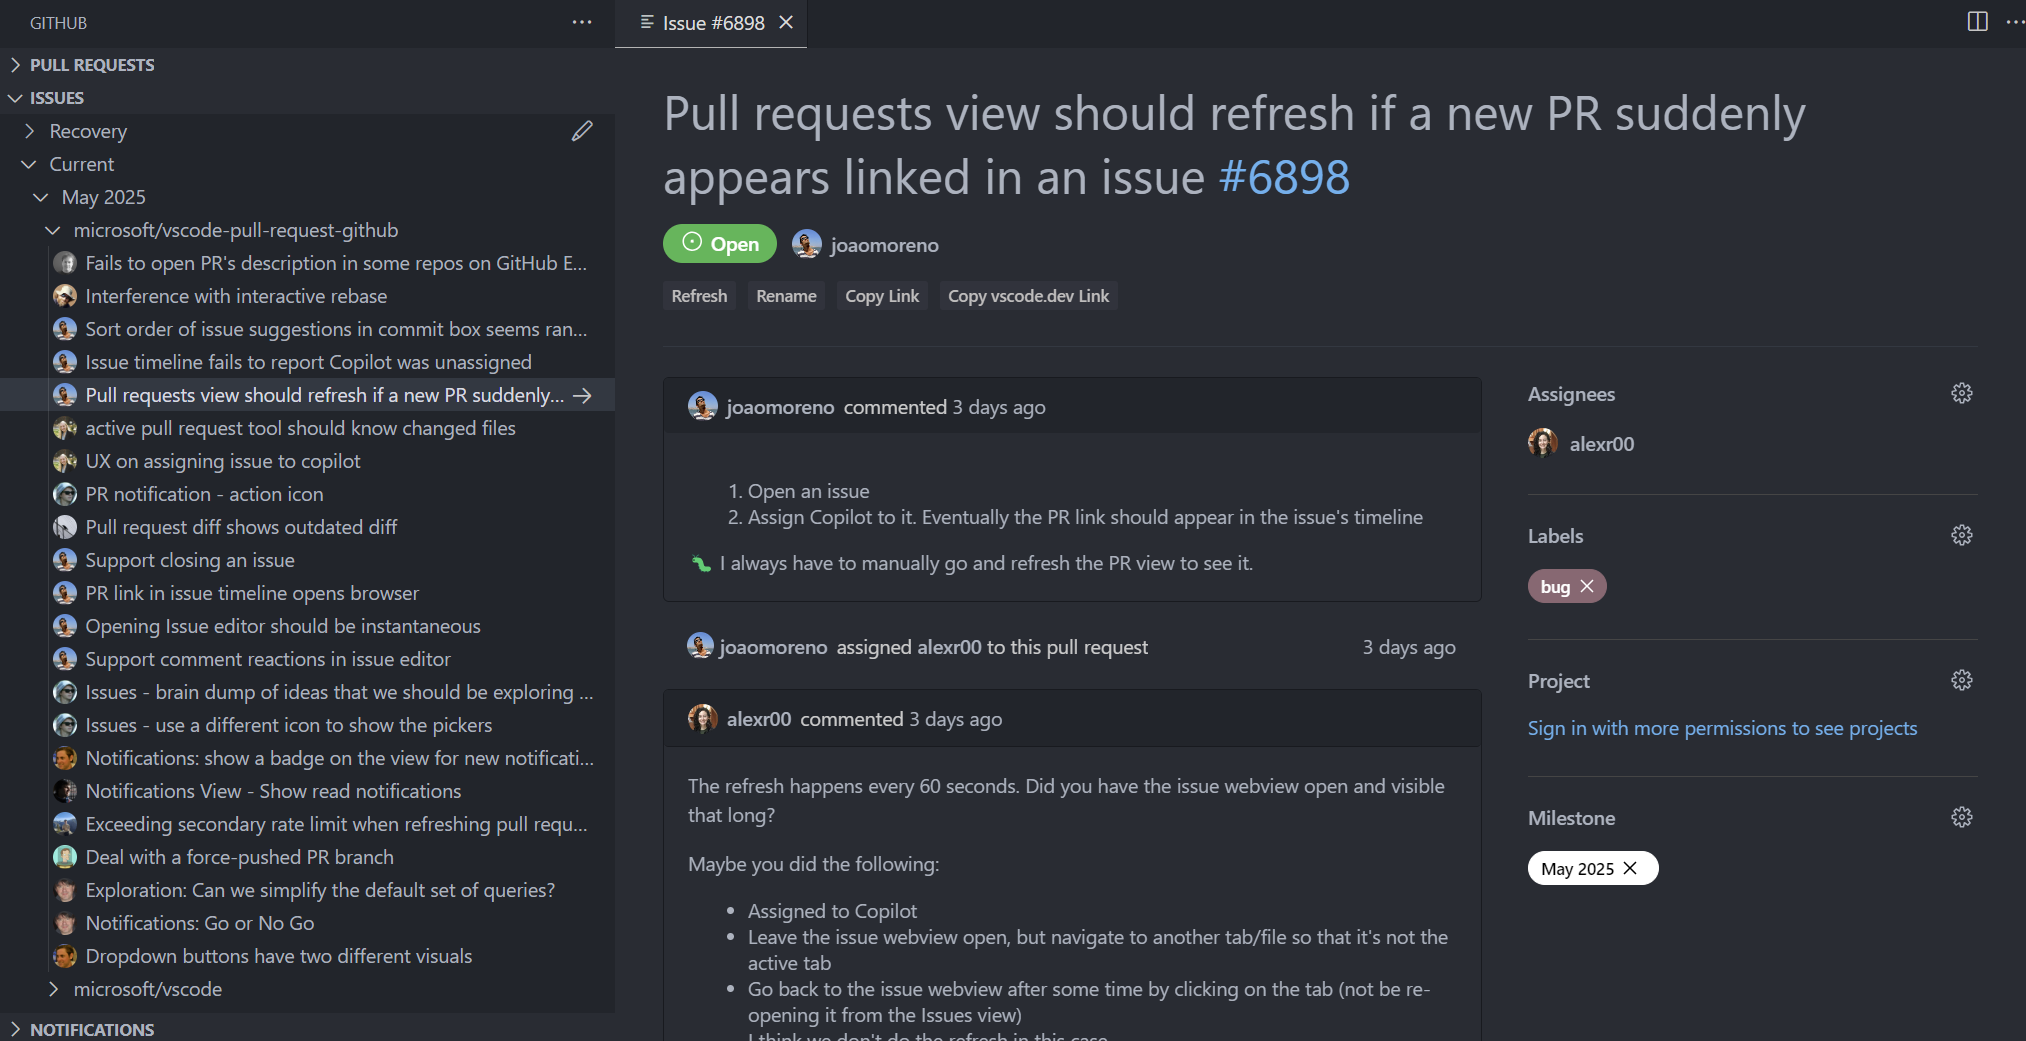 GITHUB
PULL REQUESTS
ISSUES
Recovery
Current
May 2025
microsoft/vscode-pull-request-github
Fails to open PR's description in some repos on GitHub E...
Interference with interactive rebase
Sort order of issue suggestions in commit box seems ran...
Issue timeline fails to report Copilot was unassigned
Pull requests view should refresh if a new PR suddenly...
active pull request tool should know changed files
UX on assigning issue to copilot
PR notification - action icon
Pull request diff shows outdated diff
Support closing an issue
PR link in issue timeline opens browser
Opening Issue editor should be instantaneous
Support comment reactions in issue editor
Issues - brain dump of ideas that we should be exploring ...
Issues - use a different icon to show the pickers
Notifications: show a badge on the view for new notificati...
Notifications View - Show read notifications
Exceeding secondary rate limit when refreshing pull requ...
Deal with a force-pushed PR branch
Exploration: Can we simplify the default set of queries?
Notifications: Go or No Go
Dropdown buttons have two different visuals
microsoft/vscode
NOTIFICATIONS
Issue #6898
Pull requests view should refresh if a new PR suddenly
appears linked in an issue #6898
Open joaomoreno
Refresh Rename Copy Link Copy vscode.dev Link
joaomoreno commented 3 days ago
1. Open an issue
2. Assign Copilot to it. Eventually the PR link should appear in the issue's timeline
🐛 I always have to manually go and refresh the PR view to see it.
joaomoreno assigned alexr00 to this pull request 3 days ago
alexr00 commented 3 days ago
The refresh happens every 60 seconds. Did you have the issue webview open and visible
that long?
Maybe you did the following:
• Assigned to Copilot
• Leave the issue webview open, but navigate to another tab/file so that it's not the
active tab
• Go back to the issue webview after some time by clicking on the tab (not be re-
opening it from the Issues view)
I think we don't do the refresh in this case
Assignees
alexr00
Labels
bug
Project
Sign in with more permissions to see projects
Milestone
May 2025